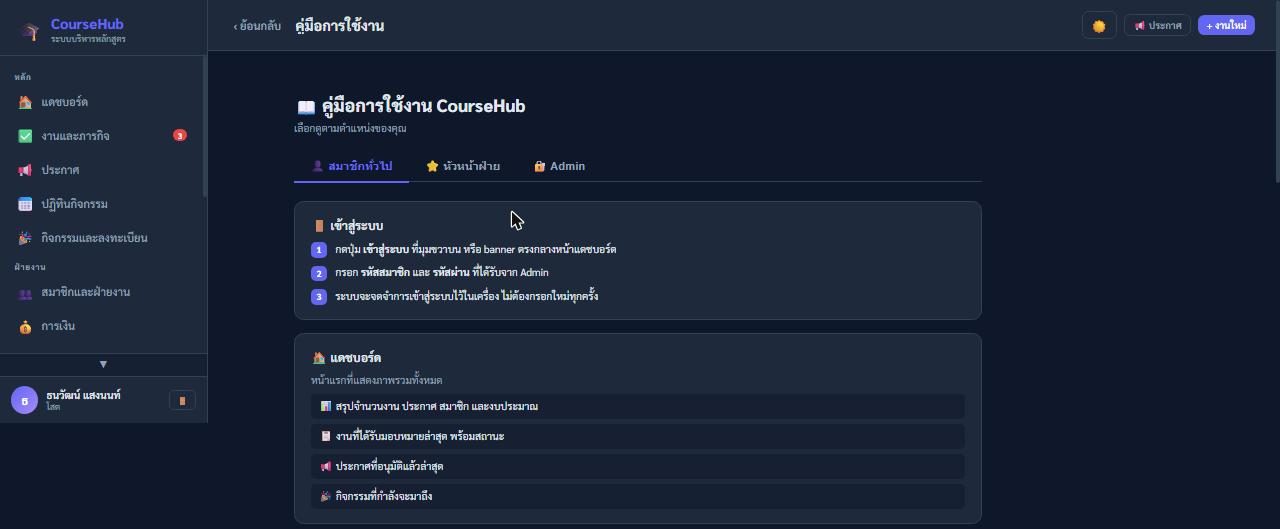 CourseHub
ระบบบริหารหลักสูตร
หลัก
แดชบอร์ด
งานและภารกิจ 3
ประกาศ
ปฏิทินกิจกรรม
กิจกรรมและลงทะเบียน
ฝ่ายงาน
สมาชิกและฝ่ายงาน
การเงิน
▼
ธ ธนวัฒน์ แสงนนท์
โสต
‹ ย้อนกลับ คู่มือการใช้งาน
ประกาศ + งานใหม่
คู่มือการใช้งาน CourseHub
เลือกดูตามตำแหน่งของคุณ
สมาชิกทั่วไป หัวหน้าฝ่าย Admin
เข้าสู่ระบบ
1 กดปุ่ม เข้าสู่ระบบ ที่มุมขวาบน หรือ banner ตรงกลางหน้าแดชบอร์ด
2 กรอก รหัสสมาชิก และ รหัสผ่าน ที่ได้รับจาก Admin
3 ระบบจะจดจำการเข้าสู่ระบบไว้ในเครื่อง ไม่ต้องกรอกใหม่ทุกครั้ง
แดชบอร์ด
หน้าแรกที่แสดงภาพรวมทั้งหมด
สรุปจำนวนงาน ประกาศ สมาชิก และงบประมาณ
งานที่ได้รับมอบหมายล่าสุด พร้อมสถานะ
ประกาศที่อนุมัติแล้วล่าสุด
กิจกรรมที่กำลังจะมาถึง